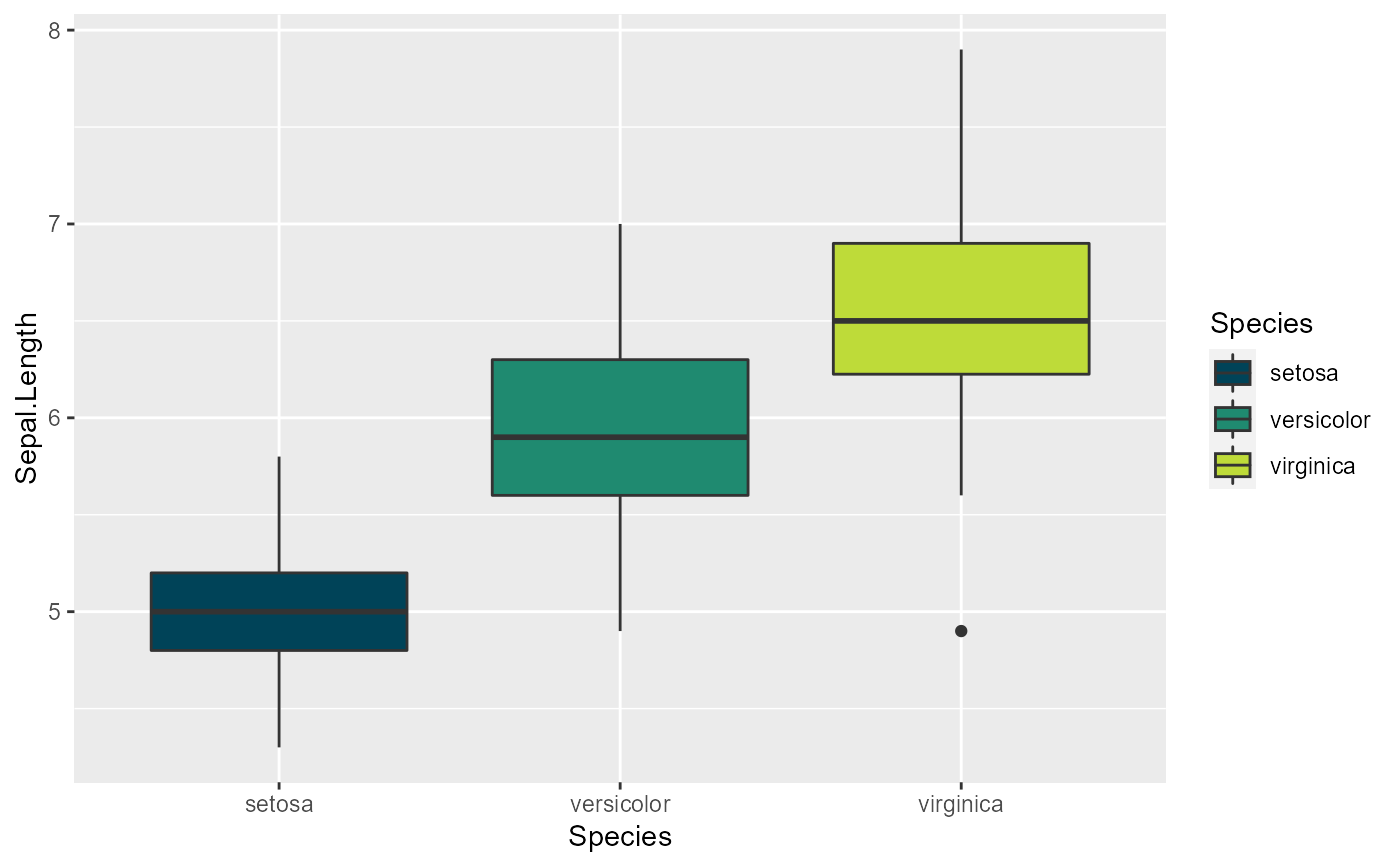 8
7
6
5
Sepal.Length
setosa
versicolor
virginica
Species
Species
setosa
versicolor
virginica